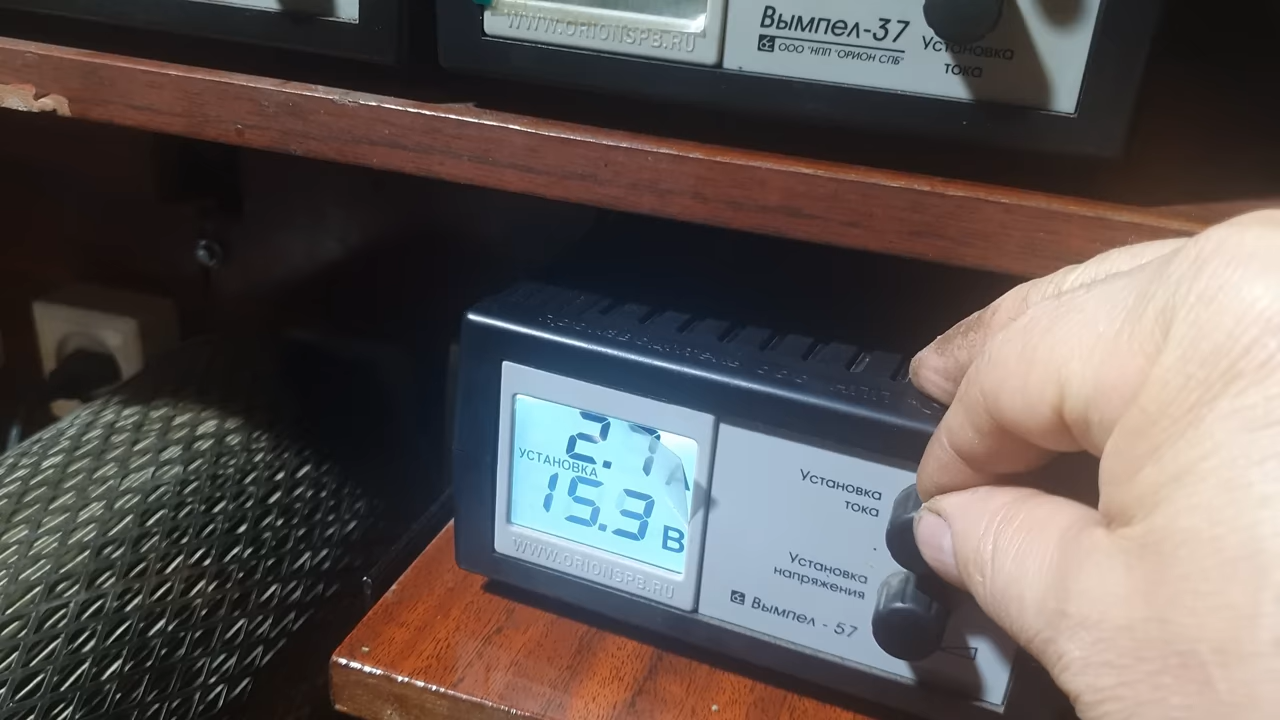 WWW.ORIONSPB.RU
Вымпел-37
ООО "НПП "ОРИОН СПБ"
Установка
тока
2.7
УСТАНОВКА
15.3 В
WWW.ORIONSPB.RU
Установка
тока
Установка
напряжения
Вымпел - 57